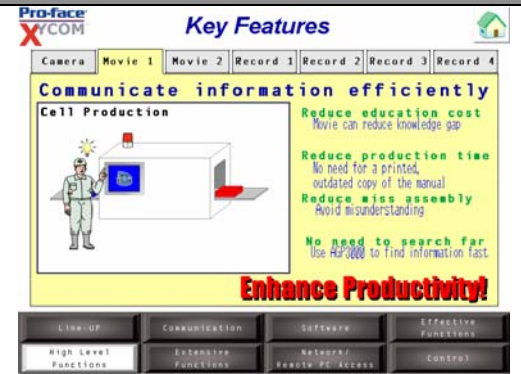 Pro-face
XYCOM
Key Features
Camera Movie 1 Movie 2 Record 1 Record 2 Record 3 Record 4
Communicate information efficiently
Cell Production
Reduce education cost
Movie can reduce knowledge gap
Reduce production time
No need for a printed,
outdated copy of the manual
Reduce miss assembly
Avoid misunderstanding
No need to search far
Use AGP3000 to find information fast
Enhance Productivity!
Line-UP Communication Software Effective
Functions
High Level
Functions
Extensive
Functions
Network/
Remote PC Access
Control